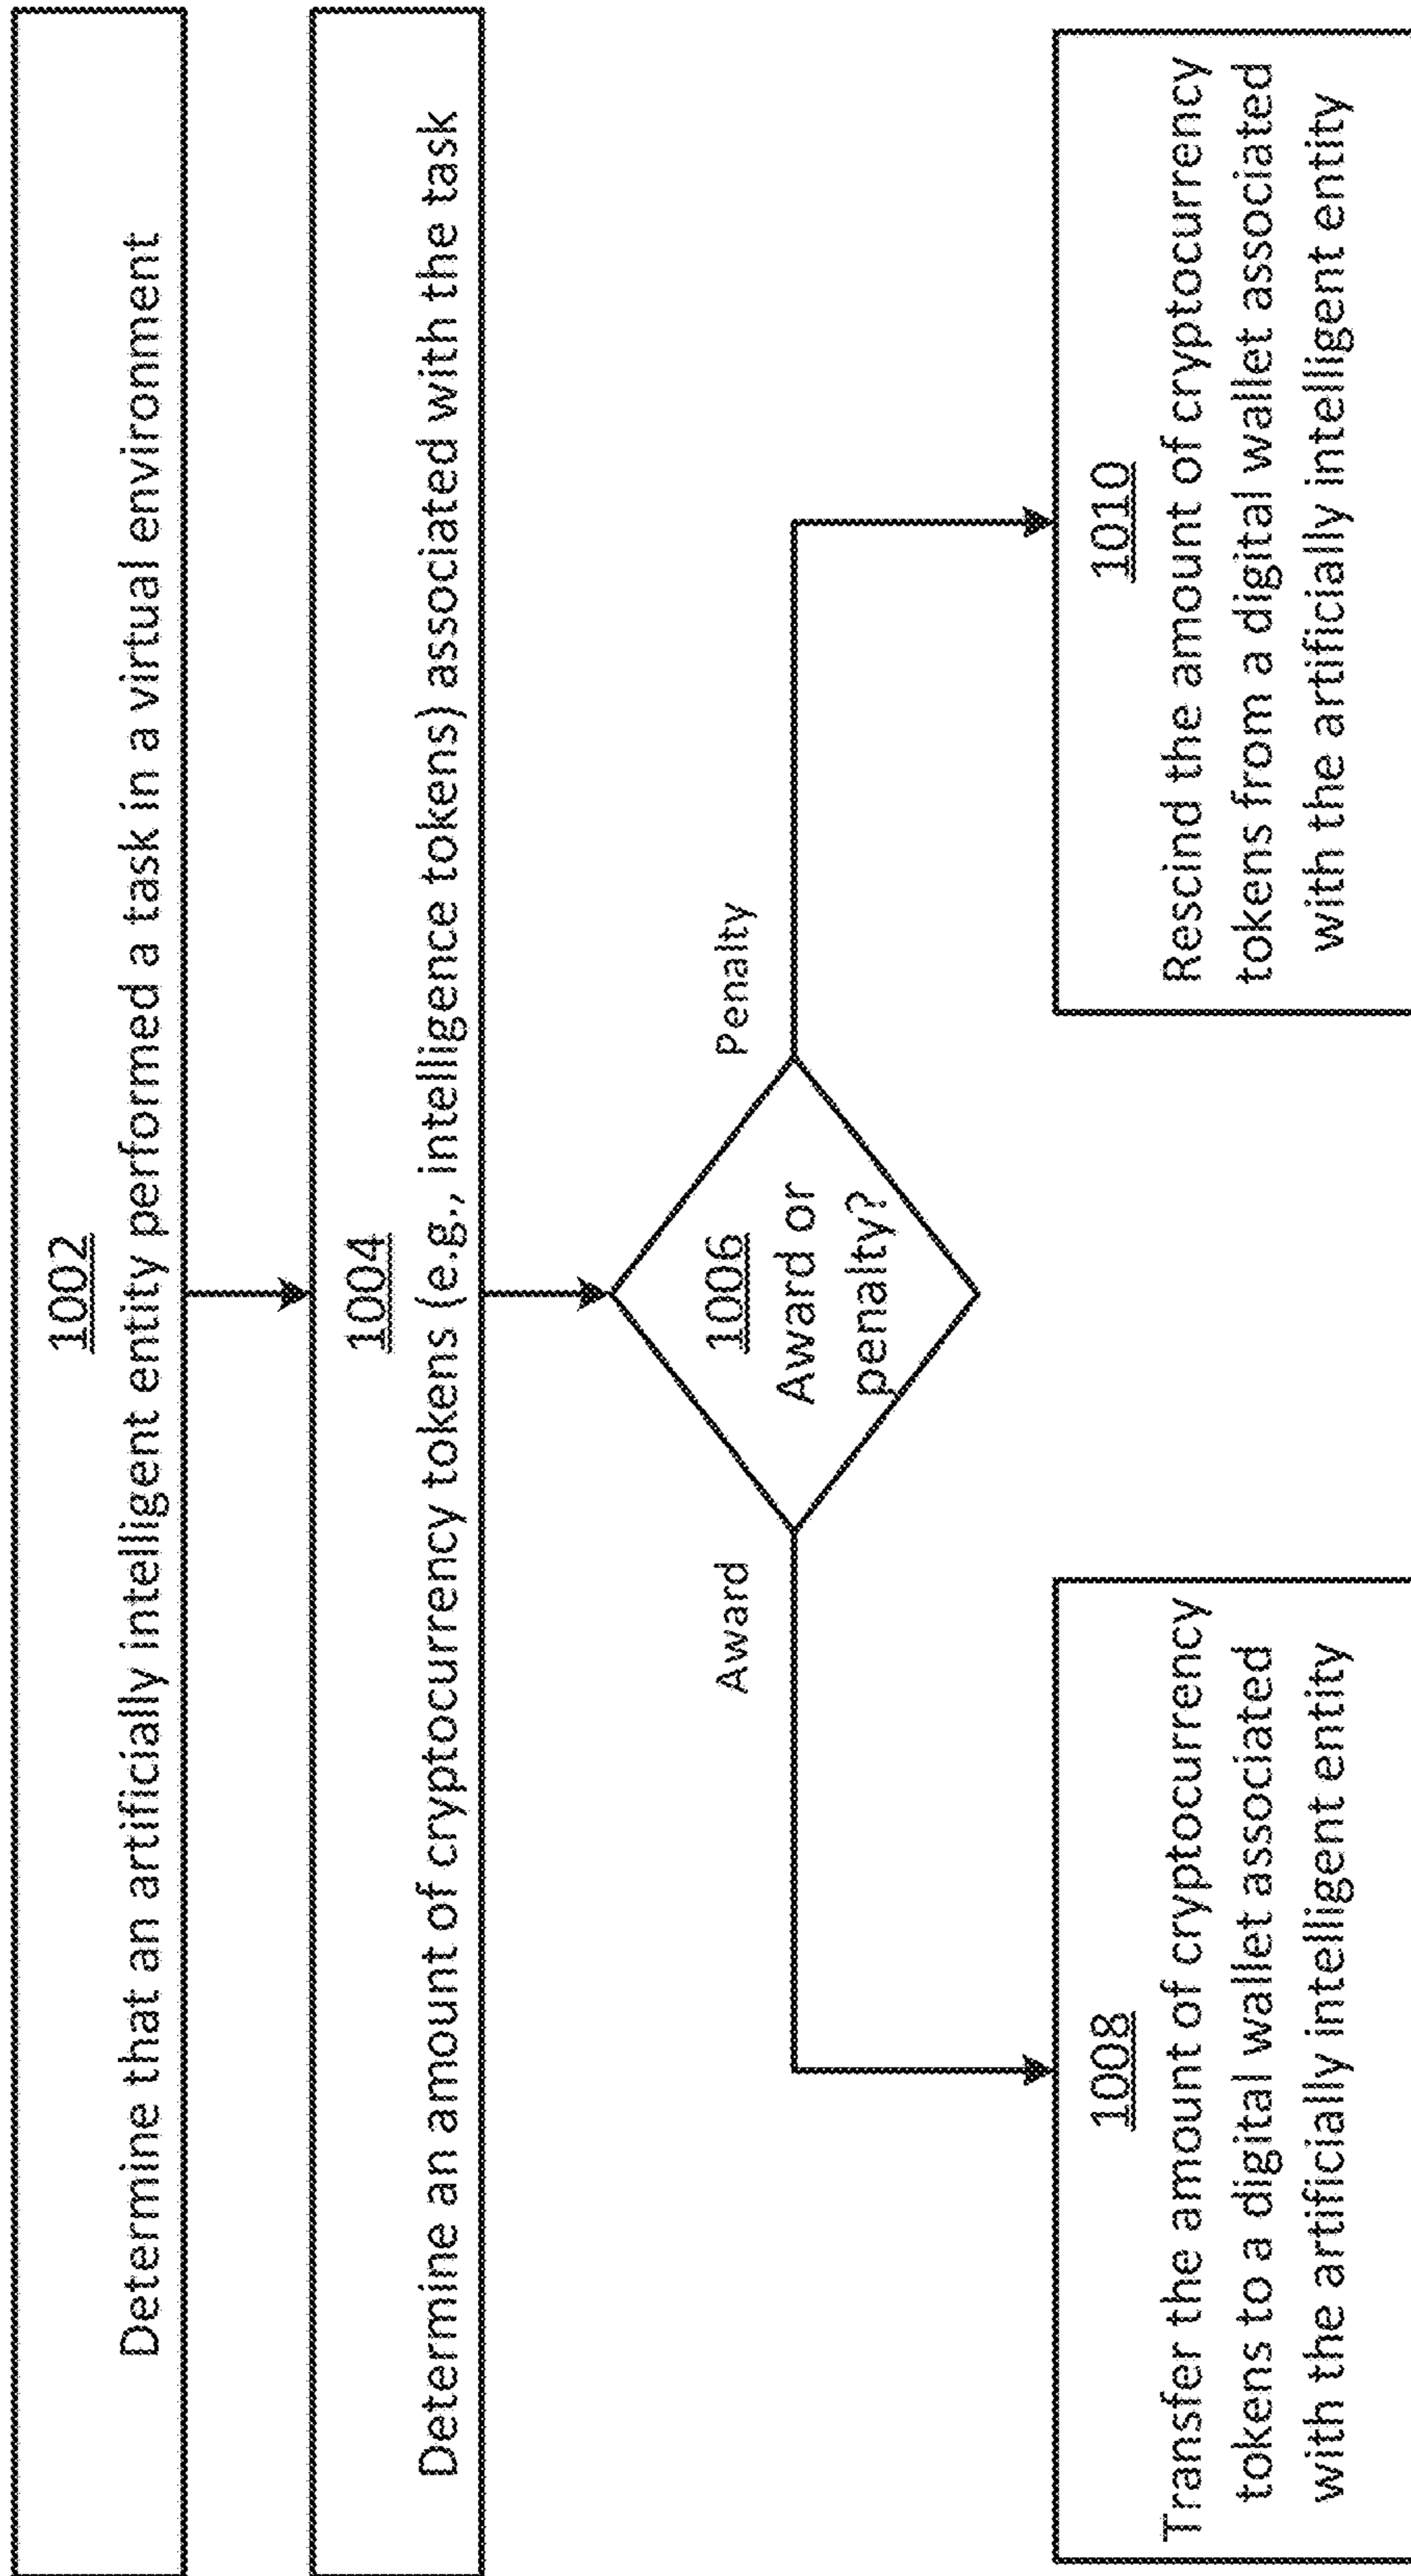 1002
Determine that an artificially intelligent entity performed a task in a virtual environment
1004
Determine an amount of cryptocurrency tokens (e.g., intelligence tokens) associated with the task
1006
Award or
penalty?
Award
Penalty
1008
Transfer the amount of cryptocurrency
tokens to a digital wallet associated
with the artificially intelligent entity
1010
Rescind the amount of cryptocurrency
tokens from a digital wallet associated
with the artificially intelligent entity